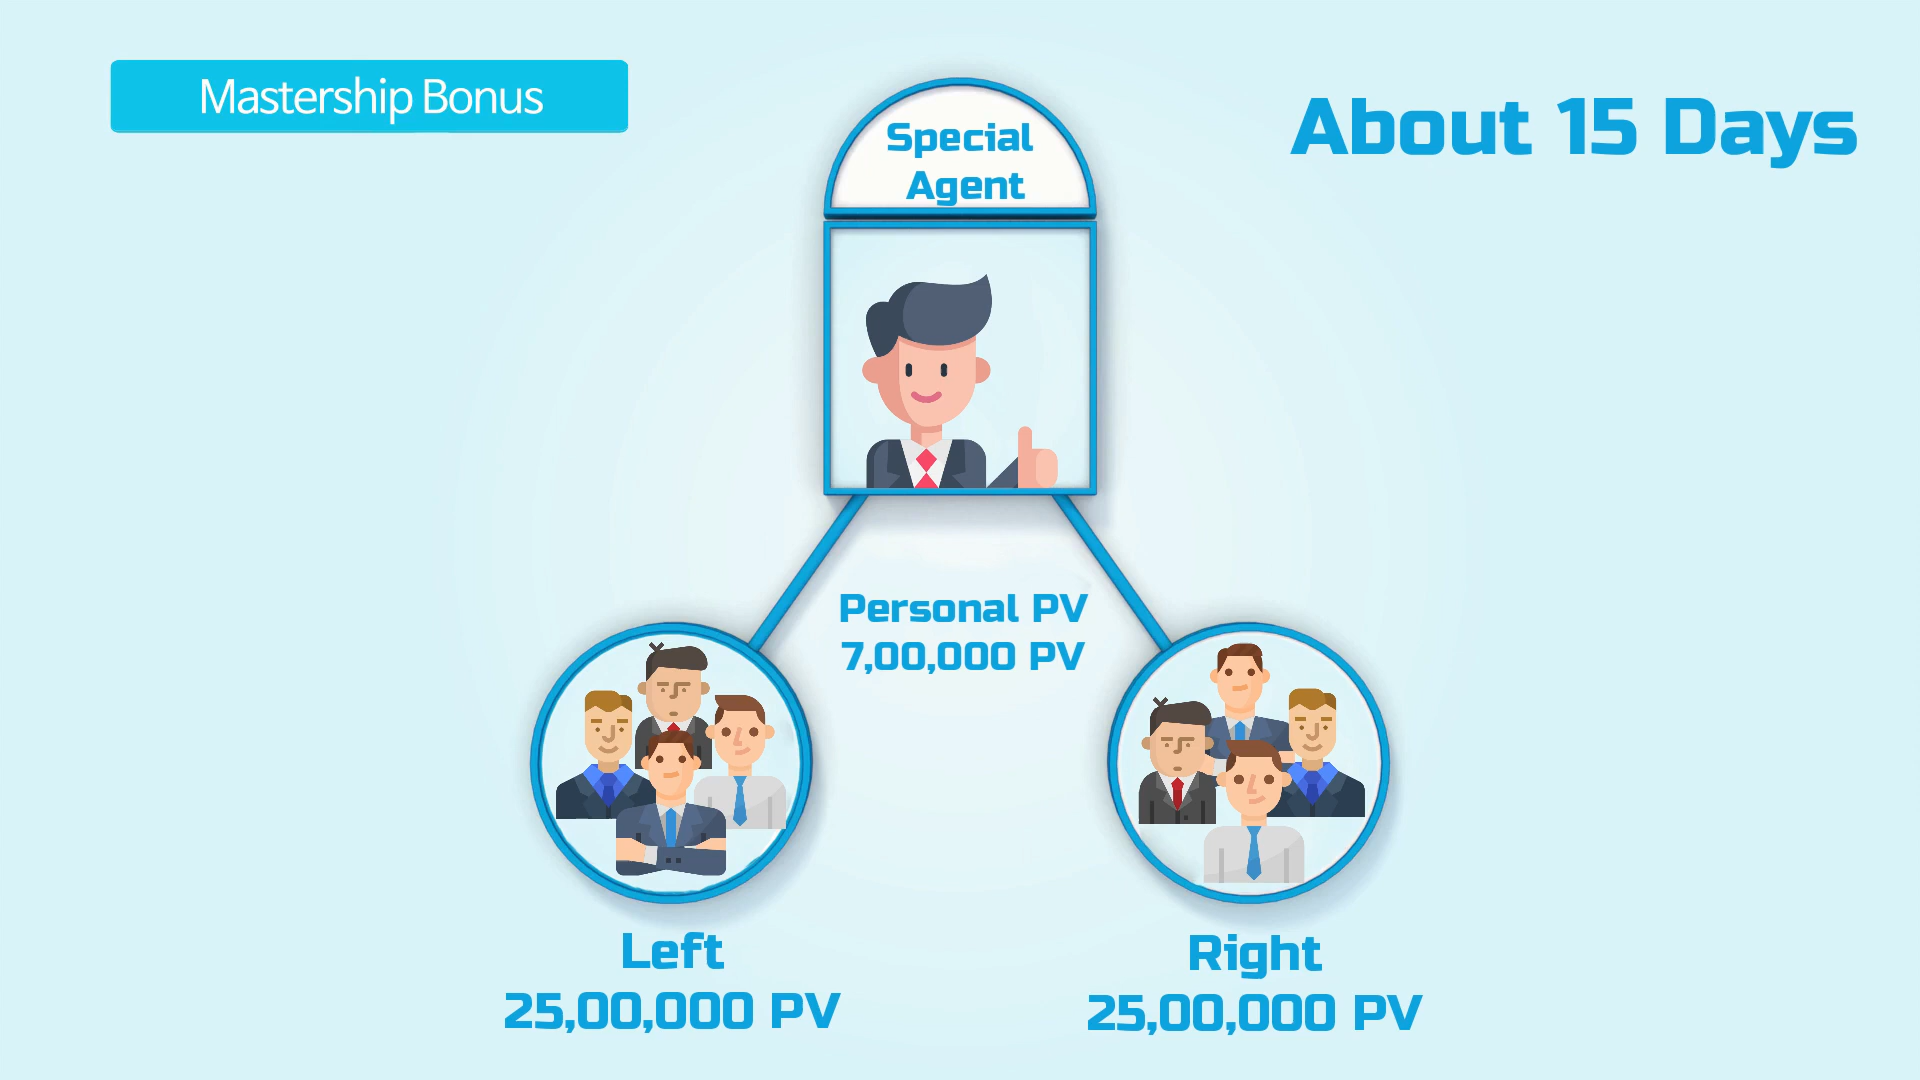 Mastership Bonus
About 15 Days
Special
Agent
Personal PV
7,00,000 PV
Left
25,00,000 PV
Right
25,00,000 PV